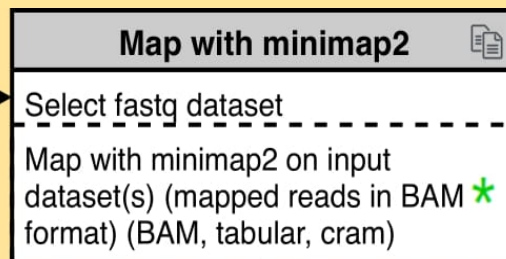 Map with minimap2
Select fastq dataset
Map with minimap2 on input
dataset(s) (mapped reads in BAM *
format) (BAM, tabular, cram)